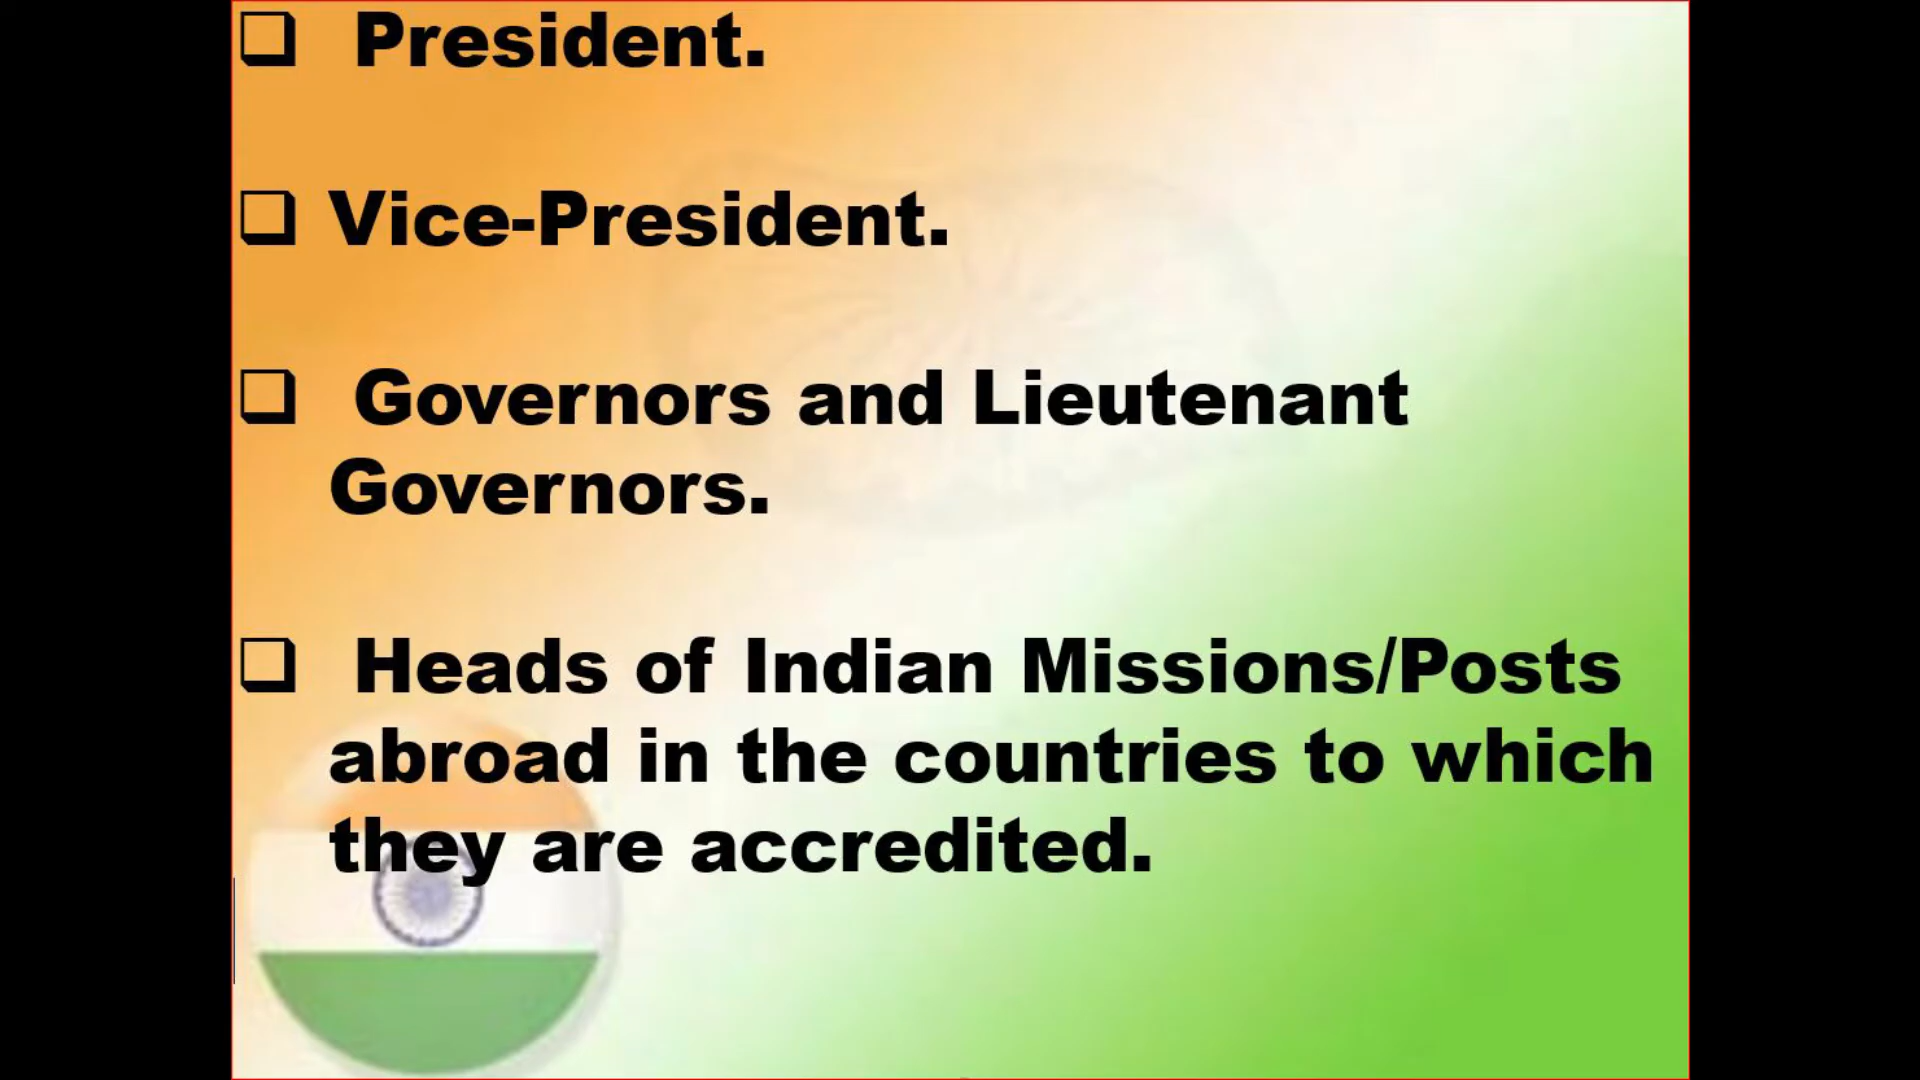 ❑ President.
❑ Vice-President.
❑ Governors and Lieutenant
Governors.
❑ Heads of Indian Missions/Posts
abroad in the countries to which
they are accredited.